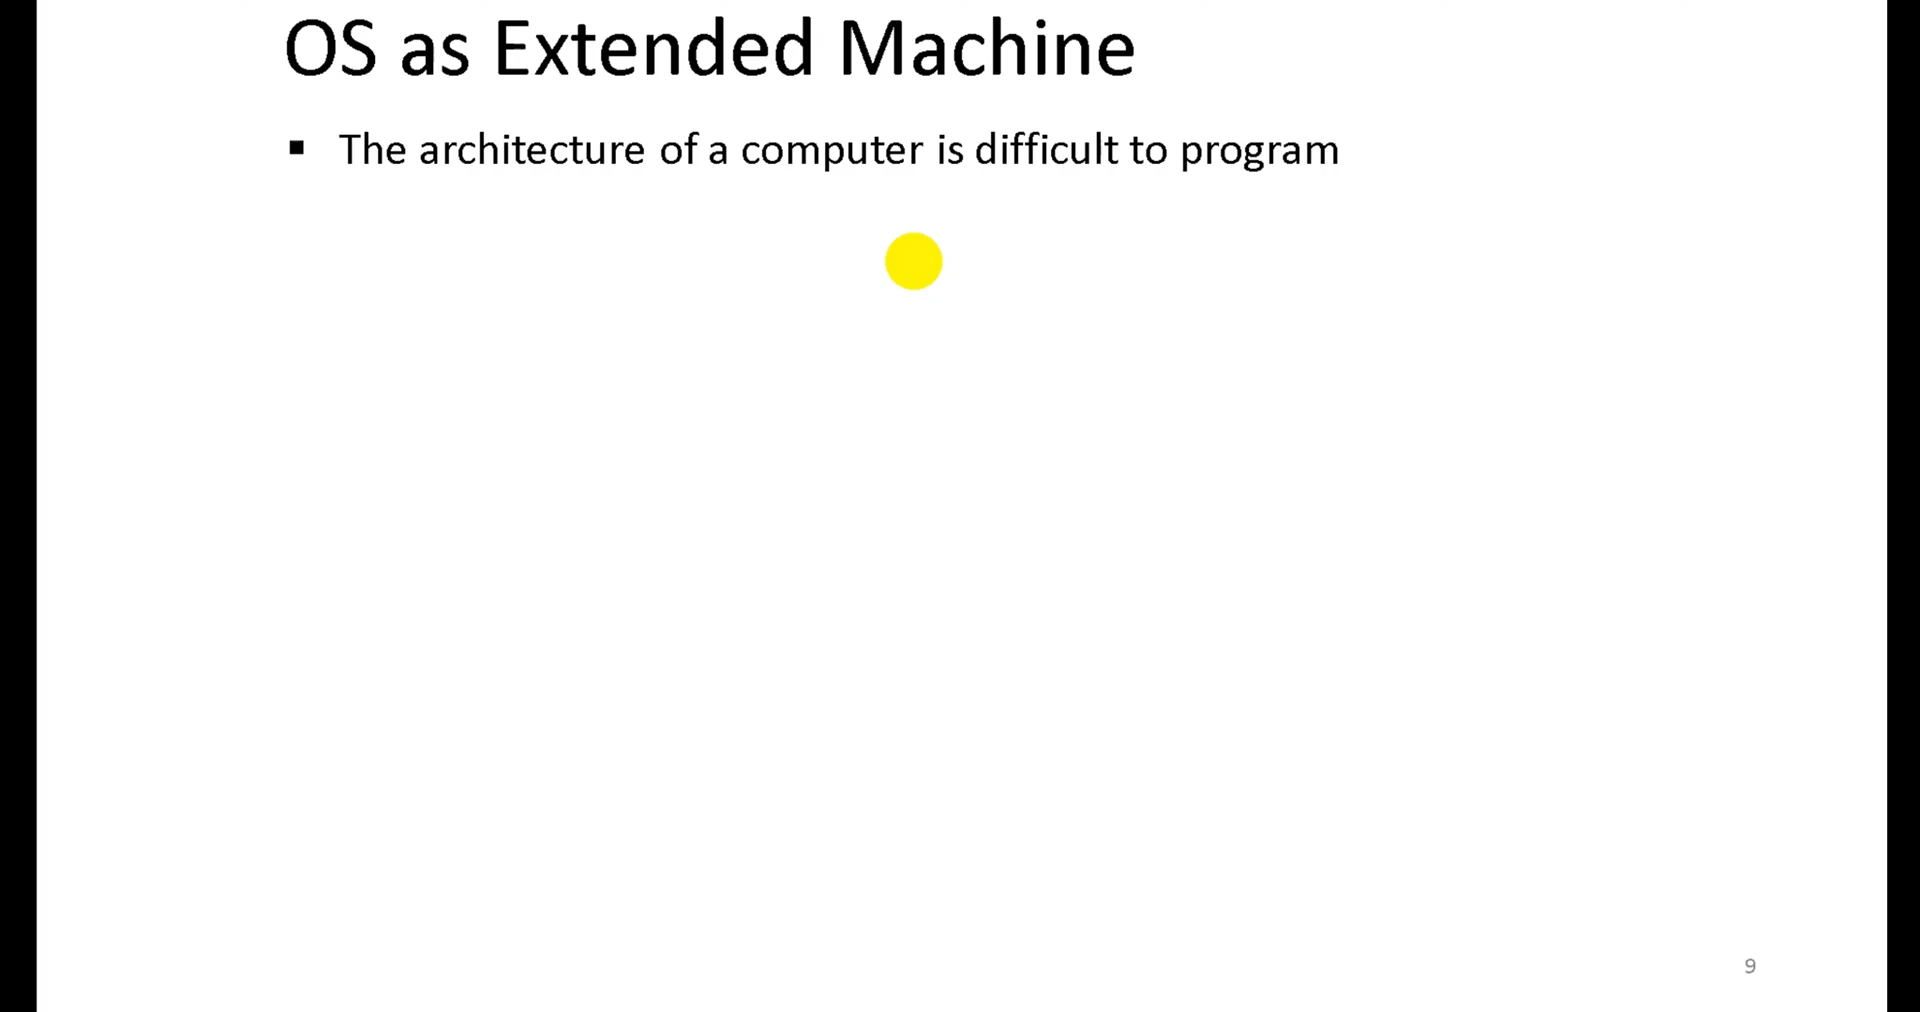 OS as Extended Machine
▪ The architecture of a computer is difficult to program
9